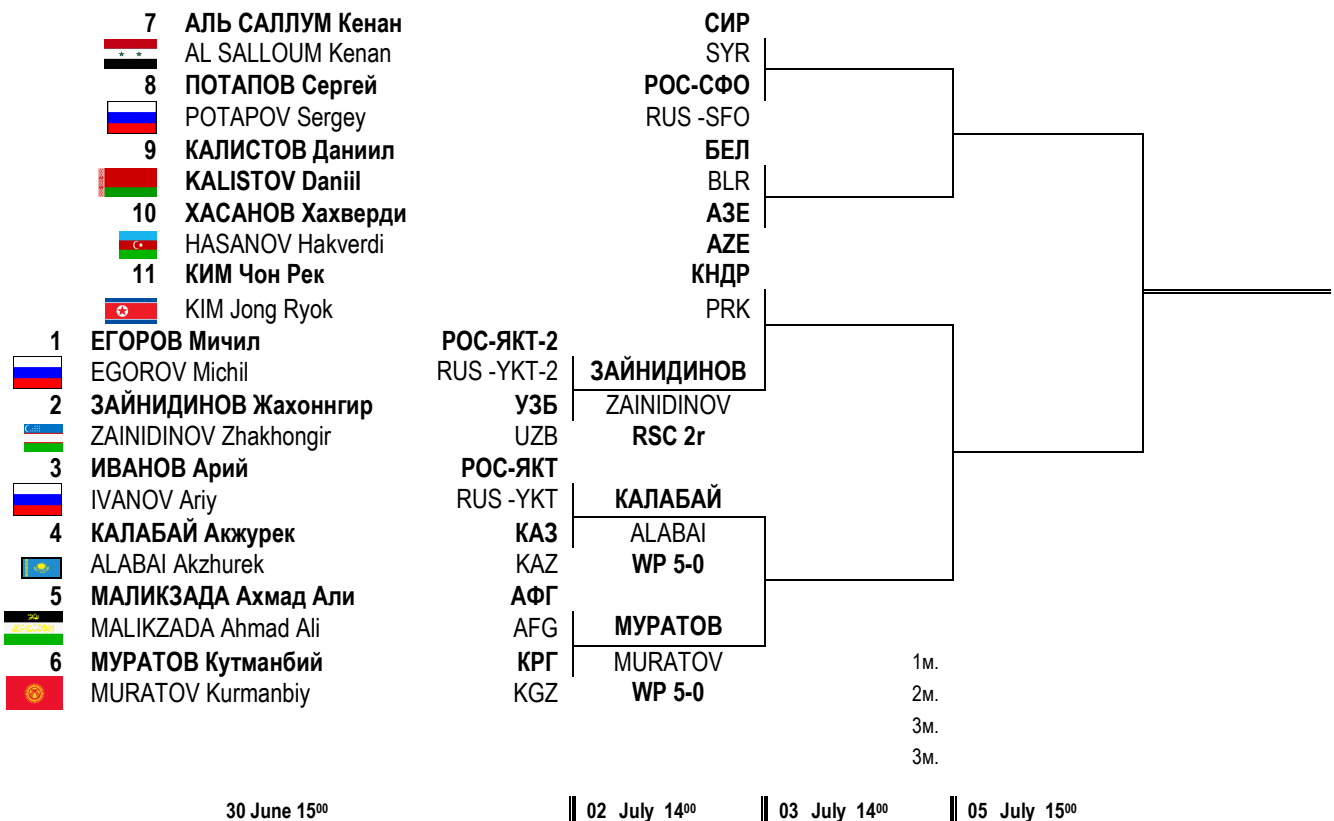 7 АЛЬ САЛЛУМ Кенан СИР
AL SALLOUM Kenan SYR
8 ПОТАПОВ Сергей РОС-СФО
POTAPOV Sergey RUS -SFO
9 КАЛИСТОВ Даниил БЕЛ
KALISTOV Daniil BLR
10 ХАСАНОВ Хахверди АЗЕ
HASANOV Hakverdi AZE
11 КИМ Чон Рек КНДР
KIM Jong Ryok PRK
1 ЕГОРОВ Мичил РОС-ЯКТ-2
EGOROV Michil RUS -YKT-2 ЗАЙНИДИНОВ
2 ЗАЙНИДИНОВ Жахоннгир УЗБ ZAINIDINOV
ZAINIDINOV Zhakhongir UZB RSC 2r
3 ИВАНОВ Арий РОС-ЯКТ
IVANOV Ariy RUS -YKT КАЛАБАЙ
4 КАЛАБАЙ Акжурек КАЗ ALABAI
ALABAI Akzhurek KAZ WP 5-0
5 МАЛИКЗАДА Ахмад Али АФГ
MALIKZADA Ahmad Ali AFG МУРАТОВ
6 МУРАТОВ Кутманбий КРГ MURATOV 1м.
MURATOV Kurmanbiy KGZ WP 5-0 2м.
3м.
3м.
30 June 15⁰⁰ 02 July 14⁰⁰ 03 July 14⁰⁰ 05 July 15⁰⁰